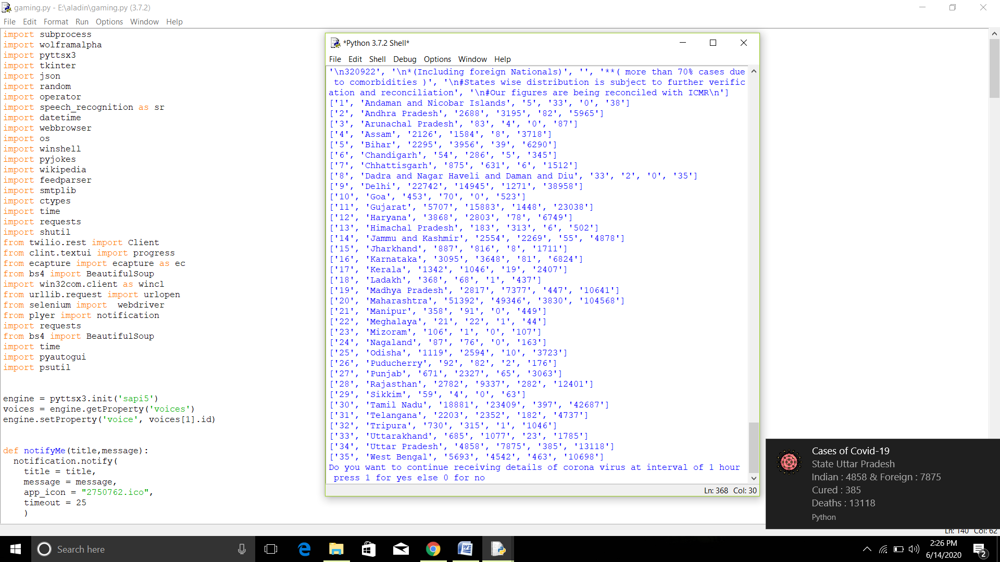 gaming.py - E:\aladin\gaming.py (3.7.2)
File Edit Format Run Options Window Help
import subprocess
import wolframalpha
import pyttsx3
import tkinter
import json
import random
import operator
import speech_recognition as sr
import datetime
import webbrowser
import os
import winshell
import pyjokes
import wikipedia
import feedparser
import smtplib
import ctypes
import time
import requests
import shutil
from twilio.rest import Client
from clint.textui import progress
from ecapture import ecapture as ec
from bs4 import BeautifulSoup
import win32com.client as wincl
from urllib.request import urlopen
from selenium import  webdriver
from plyer import notification
import requests
from bs4 import BeautifulSoup
import time
import pyautogui
import psutil
engine = pyttsx3.init('sapi5')
voices = engine.getProperty('voices')
engine.setProperty('voice', voices[1].id)
def notifyMe(title,message):
  notification.notify(
    title = title,
    message = message,
    app_icon = "2750762.ico",
    timeout = 25
    )
*Python 3.7.2 Shell*
File Edit Shell Debug Options Window Help
'\n320922', '\n*(Including foreign Nationals)', '', '**( more than 70% cases due
 to comorbidities )', '\n#States wise distribution is subject to further verific
ation and reconciliation', '\n#Our figures are being reconciled with ICMR\n']
['1', 'Andaman and Nicobar Islands', '5', '33', '0', '38']
['2', 'Andhra Pradesh', '2688', '3195', '82', '5965']
['3', 'Arunachal Pradesh', '83', '4', '0', '87']
['4', 'Assam', '2126', '1584', '8', '3718']
['5', 'Bihar', '2295', '3956', '39', '6290']
['6', 'Chandigarh', '54', '286', '5', '345']
['7', 'Chhattisgarh', '875', '631', '6', '1512']
['8', 'Dadra and Nagar Haveli and Daman and Diu', '33', '2', '0', '35']
['9', 'Delhi', '22742', '14945', '1271', '38958']
['10', 'Goa', '453', '70', '0', '523']
['11', 'Gujarat', '5707', '15883', '1448', '23038']
['12', 'Haryana', '3868', '2803', '78', '6749']
['13', 'Himachal Pradesh', '183', '313', '6', '502']
['14', 'Jammu and Kashmir', '2554', '2269', '55', '4878']
['15', 'Jharkhand', '887', '816', '8', '1711']
['16', 'Karnataka', '3095', '3648', '81', '6824']
['17', 'Kerala', '1342', '1046', '19', '2407']
['18', 'Ladakh', '368', '68', '1', '437']
['19', 'Madhya Pradesh', '2817', '7377', '447', '10641']
['20', 'Maharashtra', '51392', '49346', '3830', '104568']
['21', 'Manipur', '358', '91', '0', '449']
['22', 'Meghalaya', '21', '22', '1', '44']
['23', 'Mizoram', '106', '1', '0', '107']
['24', 'Nagaland', '87', '76', '0', '163']
['25', 'Odisha', '1119', '2594', '10', '3723']
['26', 'Puducherry', '92', '82', '2', '176']
['27', 'Punjab', '671', '2327', '65', '3063']
['28', 'Rajasthan', '2782', '9337', '282', '12401']
['29', 'Sikkim', '59', '4', '0', '63']
['30', 'Tamil Nadu', '18881', '23409', '397', '42687']
['31', 'Telangana', '2203', '2352', '182', '4737']
['32', 'Tripura', '730', '315', '1', '1046']
['33', 'Uttarakhand', '685', '1077', '23', '1785']
['34', 'Uttar Pradesh', '4858', '7875', '385', '13118']
['35', 'West Bengal', '5693', '4542', '463', '10698']
Do you want to continue receiving details of corona virus at interval of 1 hour
 press 1 for yes else 0 for no
Ln: 368 Col: 30
Cases of Covid-19
State Uttar Pradesh
Indian : 4858 & Foreign : 7875
Cured : 385
Deaths : 13118
Python
Ln: 140 Col: 62
Search here
2:26 PM
6/14/2020
2